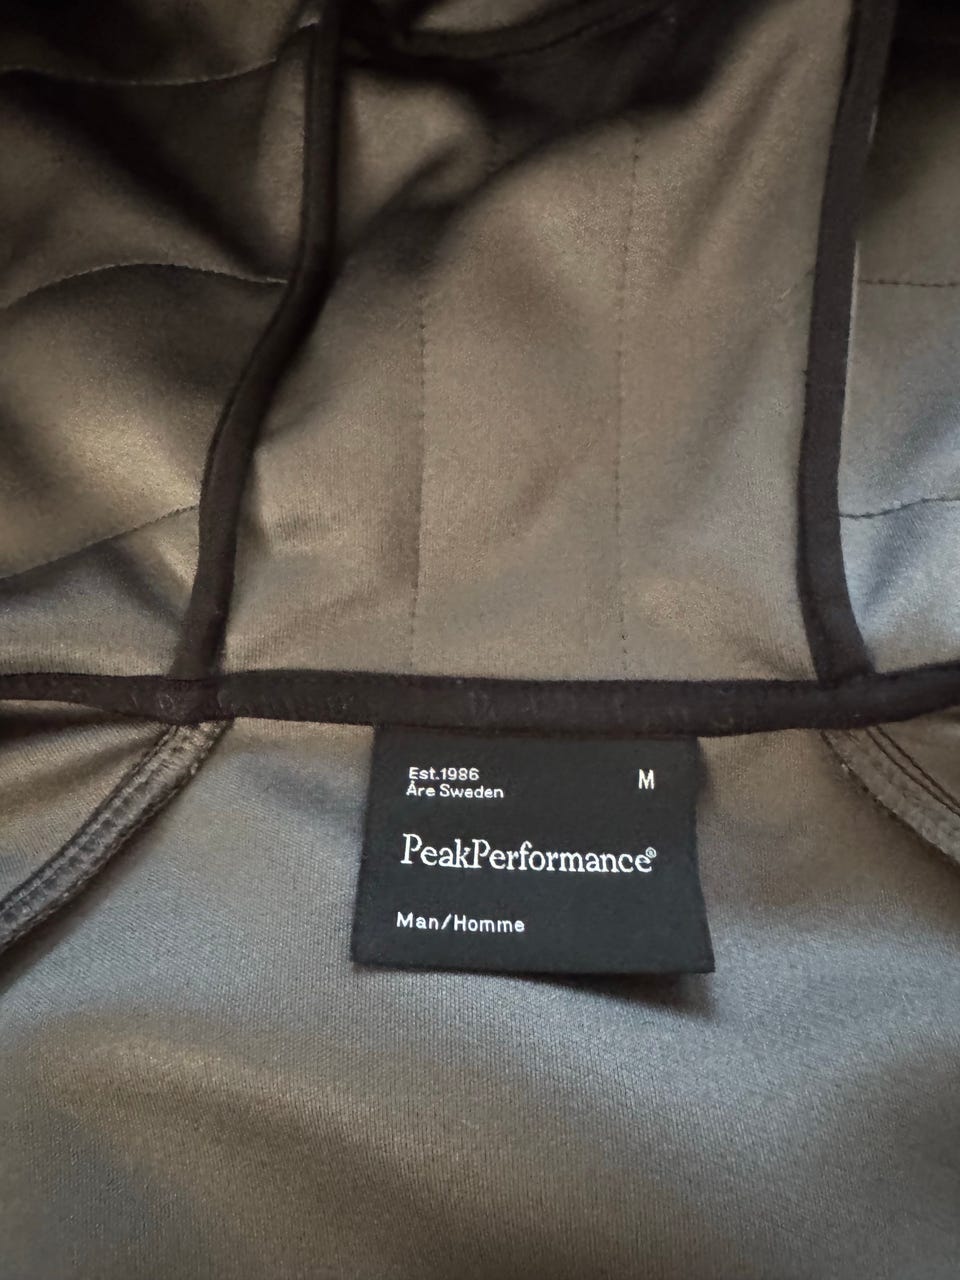 Est.1986
M
Åre Sweden
PeakPerformance®
Man/Homme